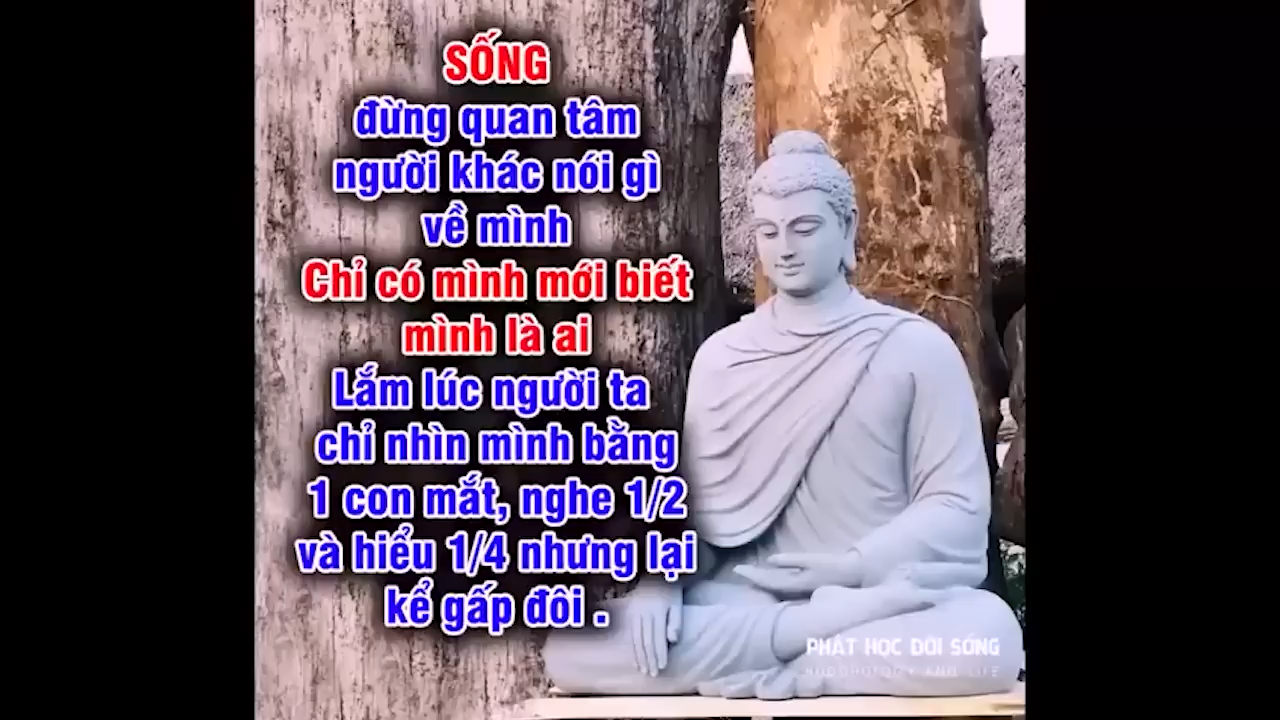 SỐNG
đừng quan tâm
người khác nói gì
về mình
Chỉ có mình mới biết
mình là ai
Lắm lúc người ta
chỉ nhìn mình bằng
1 con mắt, nghe 1/2
và hiểu 1/4 nhưng lại
kể gấp đôi .
PHẬT HỌC ĐỜI SỐNG